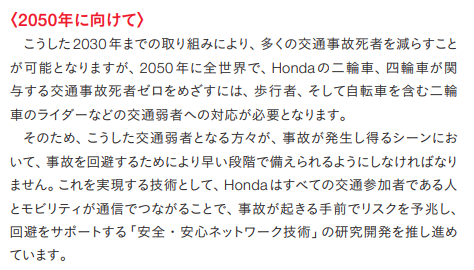 〈2050年に向けて〉
　こうした2030年までの取り組みにより、多くの交通事故死者を減らすこと
が可能となりますが、2050年に全世界で、Hondaの二輪車、四輪車が関
与する交通事故死者ゼロをめざすには、歩行者、そして自転車を含む二輪
車のライダーなどの交通弱者への対応が必要となります。
　そのため、こうした交通弱者となる方々が、事故が発生し得るシーンにお
いて、事故を回避するためにより早い段階で備えられるようにしなければなり
ません。これを実現する技術として、Hondaはすべての交通参加者である人
とモビリティが通信でつながることで、事故が起きる手前でリスクを予兆し、
回避をサポートする「安全・安心ネットワーク技術」の研究開発を推し進め
ています。